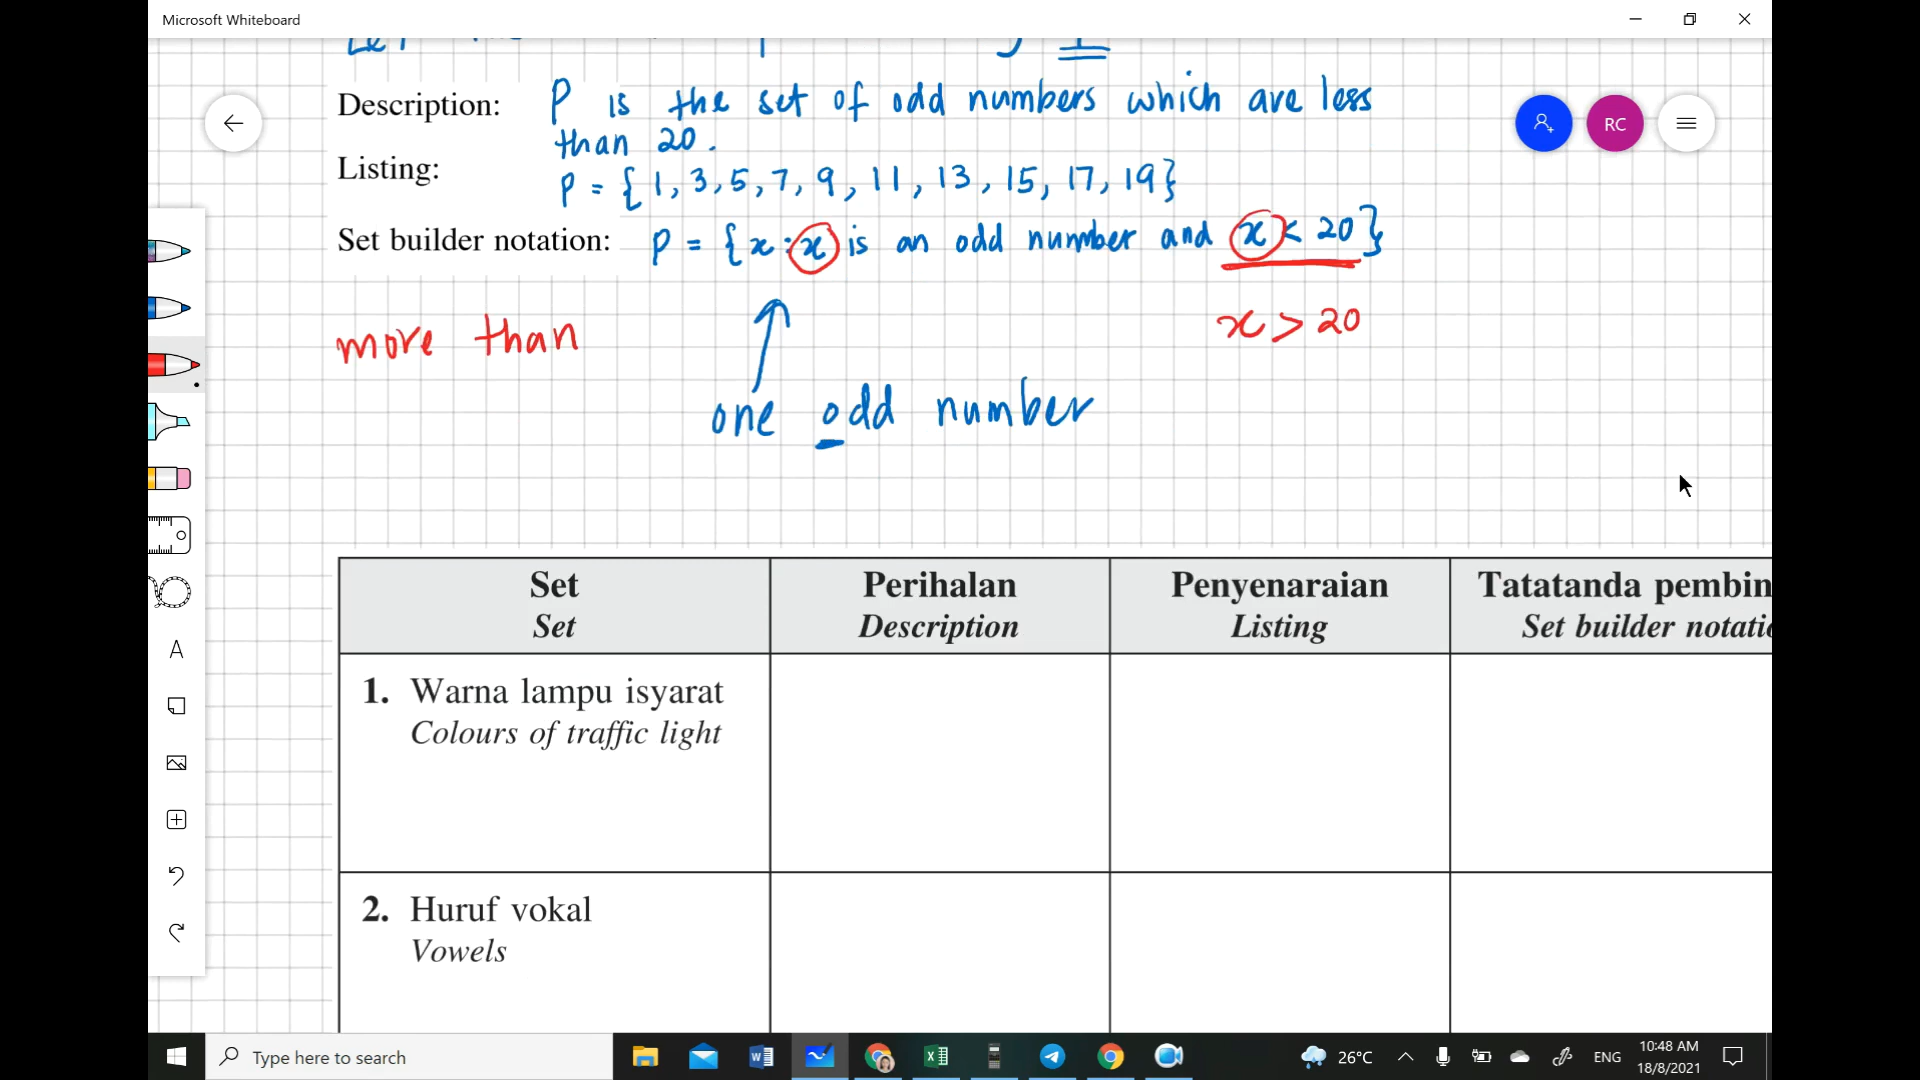 Microsoft Whiteboard
Description: P is the set of odd numbers which are less
than 20.
Listing:
P = { 1, 3, 5, 7, 9, 11, 13, 15, 17, 19}
Set builder notation: P = { x : x is an odd number and x < 20 }
more than
x > 20
one odd number
RC
Set
Set
Perihalan
Description
Penyenaraian
Listing
Tatatanda pembin
Set builder notati
1. Warna lampu isyarat
Colours of traffic light
2. Huruf vokal
Vowels
Type here to search
26°C
ENG
10:48 AM
18/8/2021